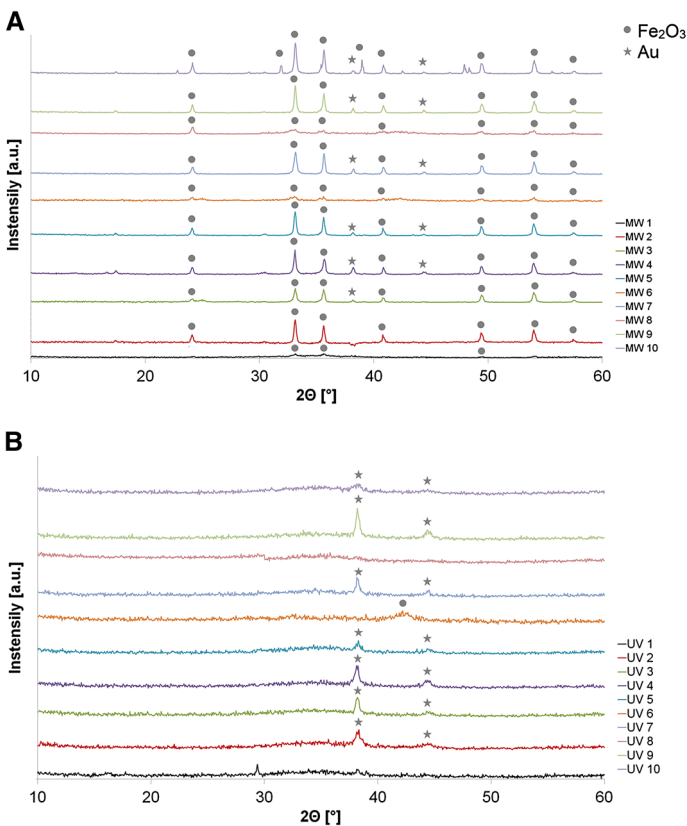 A
Fe₂O₃
Au
Instensily [a.u.]
MW 1
MW 2
MW 3
MW 4
MW 5
MW 6
MW 7
MW 8
MW 9
MW 10
10 20 30 40 50 60
2Θ [°]
B
Instensily [a.u.]
UV 1
UV 2
UV 3
UV 4
UV 5
UV 6
UV 7
UV 8
UV 9
UV 10
10 20 30 40 50 60
2Θ [°]